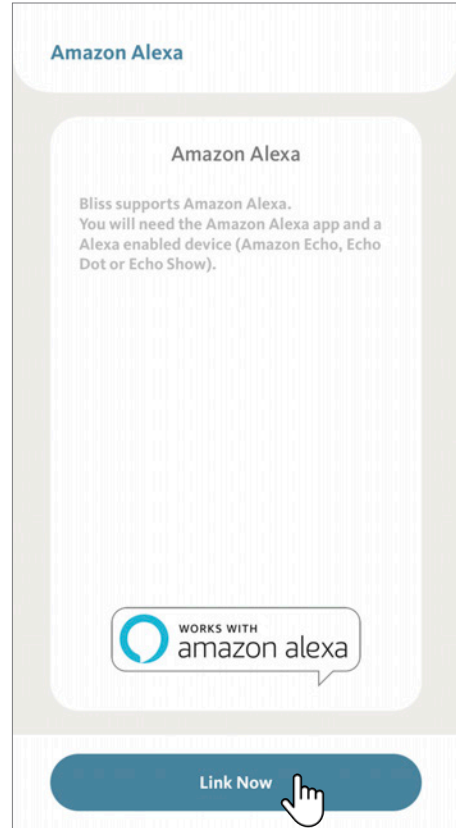 Amazon Alexa
Amazon Alexa
Bliss supports Amazon Alexa.
You will need the Amazon Alexa app and a
Alexa enabled device (Amazon Echo, Echo
Dot or Echo Show).
WORKS WITH
amazon alexa
Link Now